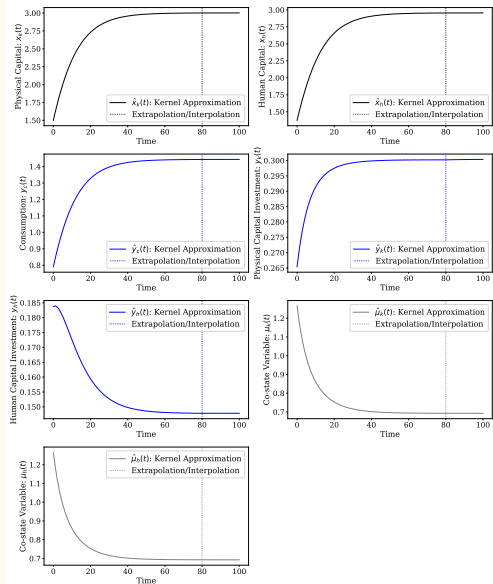 Physical Capital: x_k(t)
3.00
2.75
2.50
2.25
2.00
1.75
1.50
x̂_k(t): Kernel Approximation
Extrapolation/Interpolation
0 20 40 60 80 100
Time
Human Capital: x_h(t)
3.00
2.75
2.50
2.25
2.00
1.75
1.50
x̂_h(t): Kernel Approximation
Extrapolation/Interpolation
0 20 40 60 80 100
Time
Consumption: y_c(t)
1.4
1.3
1.2
1.1
1.0
0.9
0.8
ŷ_c(t): Kernel Approximation
Extrapolation/Interpolation
0 20 40 60 80 100
Time
Physical Capital Investment: y_k(t)
0.300
0.295
0.290
0.285
0.280
0.275
0.270
0.265
ŷ_k(t): Kernel Approximation
Extrapolation/Interpolation
0 20 40 60 80 100
Time
Human Capital Investment: y_h(t)
0.185
0.180
0.175
0.170
0.165
0.160
0.155
0.150
ŷ_h(t): Kernel Approximation
Extrapolation/Interpolation
0 20 40 60 80 100
Time
Co-state Variable: μ_k(t)
1.2
1.1
1.0
0.9
0.8
0.7
μ̂_k(t): Kernel Approximation
Extrapolation/Interpolation
0 20 40 60 80 100
Time
Co-state Variable: μ_h(t)
1.2
1.1
1.0
0.9
0.8
0.7
μ̂_h(t): Kernel Approximation
Extrapolation/Interpolation
0 20 40 60 80 100
Time